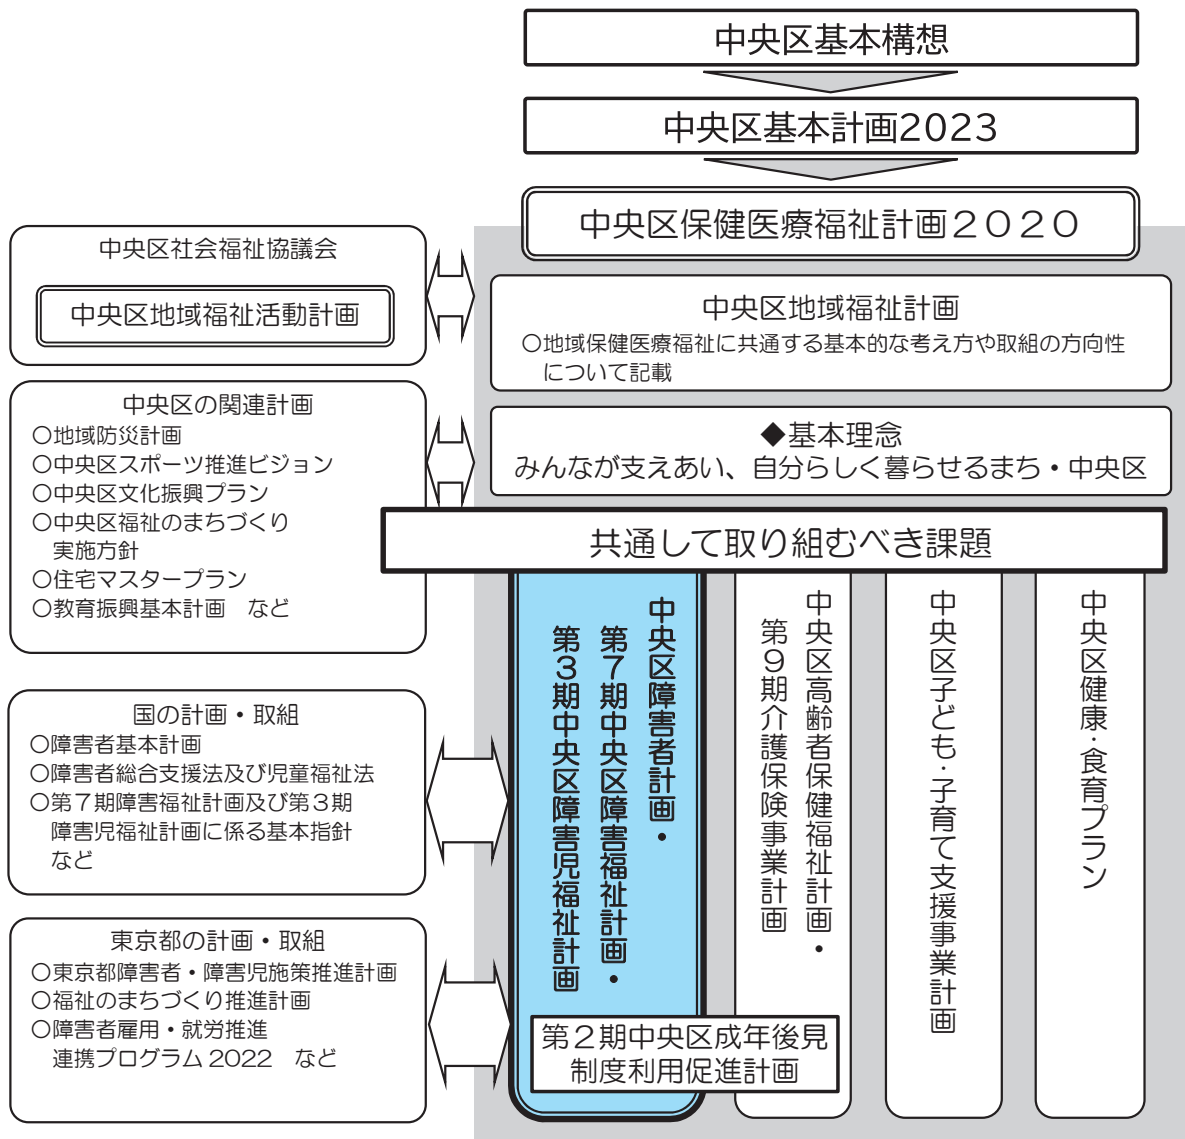 中央区基本構想
中央区基本計画2023
中央区保健医療福祉計画２０２０
中央区社会福祉協議会
中央区地域福祉活動計画
中央区地域福祉計画
○地域保健医療福祉に共通する基本的な考え方や取組の方向性
について記載
中央区の関連計画
○地域防災計画
○中央区スポーツ推進ビジョン
○中央区文化振興プラン
○中央区福祉のまちづくり
実施方針
○住宅マスタープラン
○教育振興基本計画　など
◆基本理念
みんなが支えあい、自分らしく暮らせるまち・中央区
共通して取り組むべき課題
国の計画・取組
○障害者基本計画
○障害者総合支援法及び児童福祉法
○第７期障害福祉計画及び第３期
障害児福祉計画に係る基本指針
など
東京都の計画・取組
○東京都障害者・障害児施策推進計画
○福祉のまちづくり推進計画
○障害者雇用・就労推進
連携プログラム 2022　など
中央区障害者計画・
第７期中央区障害福祉計画・
第３期中央区障害児福祉計画
中央区高齢者保健福祉計画・
第９期介護保険事業計画
中央区子ども・子育て支援事業計画
中央区健康・食育プラン
第２期中央区成年後見
制度利用促進計画